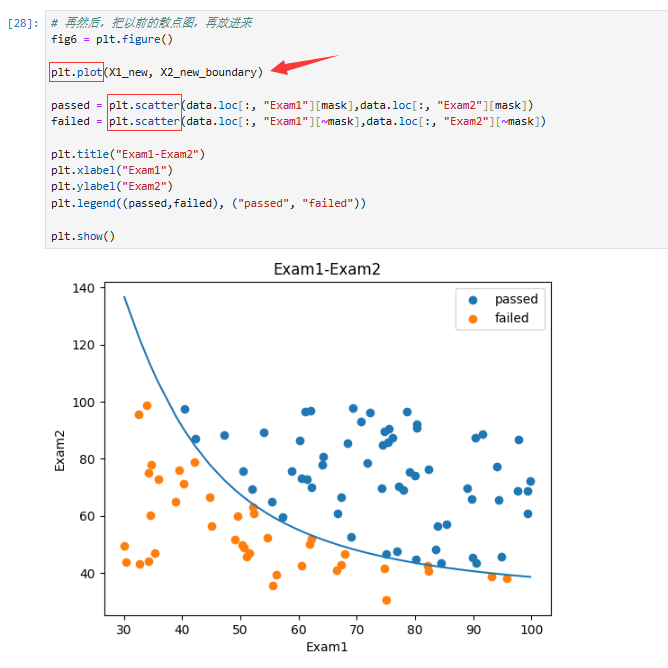 [28]: # 再然后，把以前的散点图，再放进来
fig6 = plt.figure()
plt.plot(X1_new, X2_new_boundary)
passed = plt.scatter(data.loc[:, "Exam1"][mask],data.loc[:, "Exam2"][mask])
failed = plt.scatter(data.loc[:, "Exam1"][~mask],data.loc[:, "Exam2"][~mask])
plt.title("Exam1-Exam2")
plt.xlabel("Exam1")
plt.ylabel("Exam2")
plt.legend((passed,failed), ("passed", "failed"))
plt.show()
Exam1-Exam2
140
passed
failed
120
100
Exam2
80
60
40
30 40 50 60 70 80 90 100
Exam1